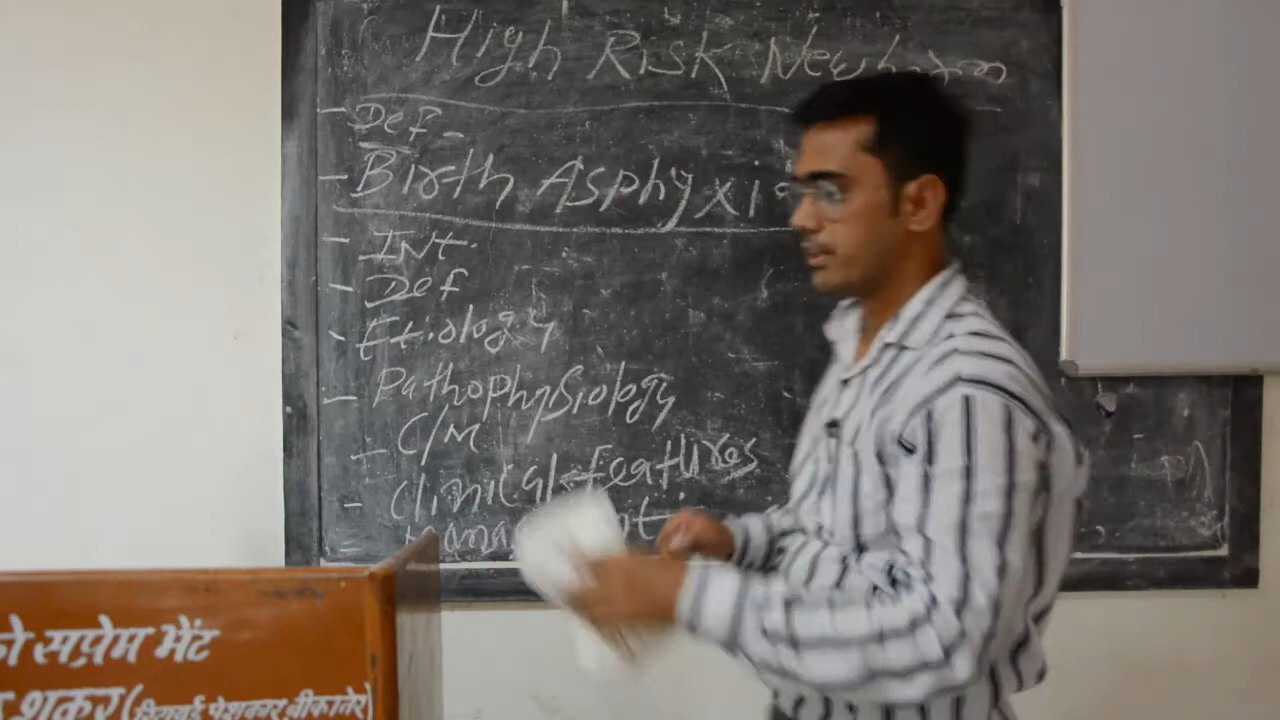 High Risk Newborn
- Def -
- Birth Asphyxia
- INT.
- Def
- Etiology
- Pathophysiology
- C/M
- Clinical features
को सप्रेम भेंट